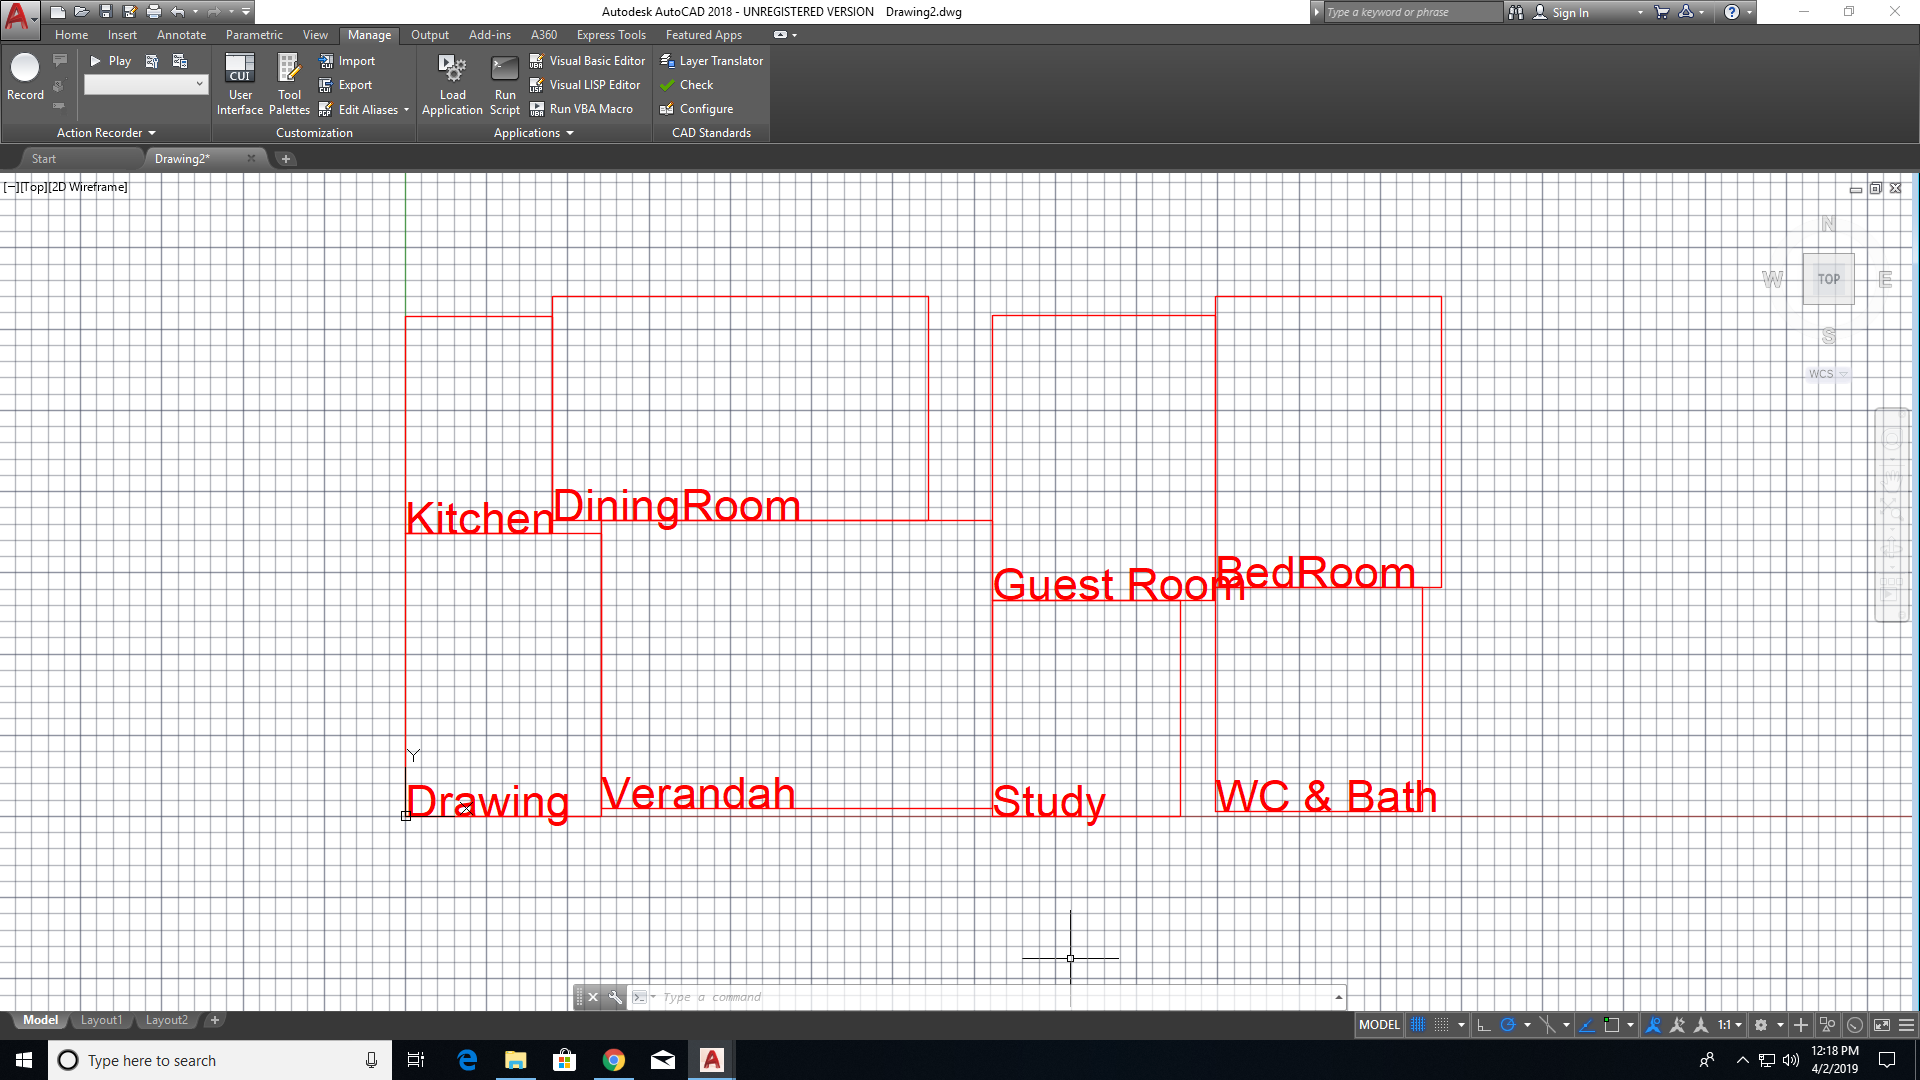 Autodesk AutoCAD 2018 - UNREGISTERED VERSION Drawing2.dwg
Type a keyword or phrase
Sign In
Home Insert Annotate Parametric View Manage Output Add-ins A360 Express Tools Featured Apps
Record
Play
CUI
User Interface
Tool Palettes
Import
Export
Edit Aliases
Load Application
Run Script
Visual Basic Editor
Visual LISP Editor
Run VBA Macro
Layer Translator
Check
Configure
Action Recorder
Customization
Applications
CAD Standards
Start
Drawing2*
[−][Top][2D Wireframe]
N
W
TOP
E
S
WCS
Kitchen
DiningRoom
Guest Room
BedRoom
Y
X
Drawing
Verandah
Study
WC & Bath
Type a command
Model Layout1 Layout2
MODEL
1:1
Type here to search
12:18 PM
4/2/2019